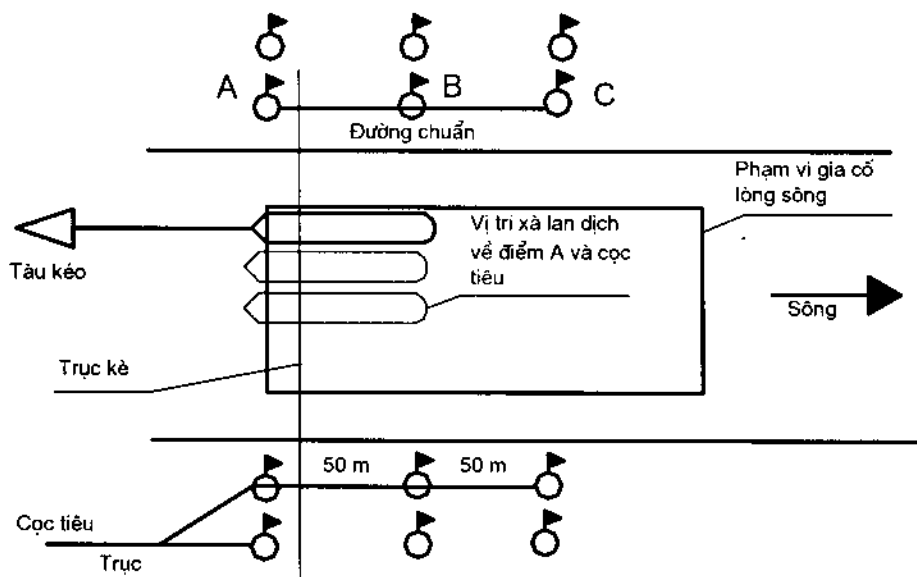 A
B
C
Đường chuẩn
Phạm vi gia cố
lòng sông
Vị trí xà lan dịch
về điểm A và cọc
tiêu
Tàu kéo
Sông
Trục kè
50 m
50 m
Cọc tiêu
Trục